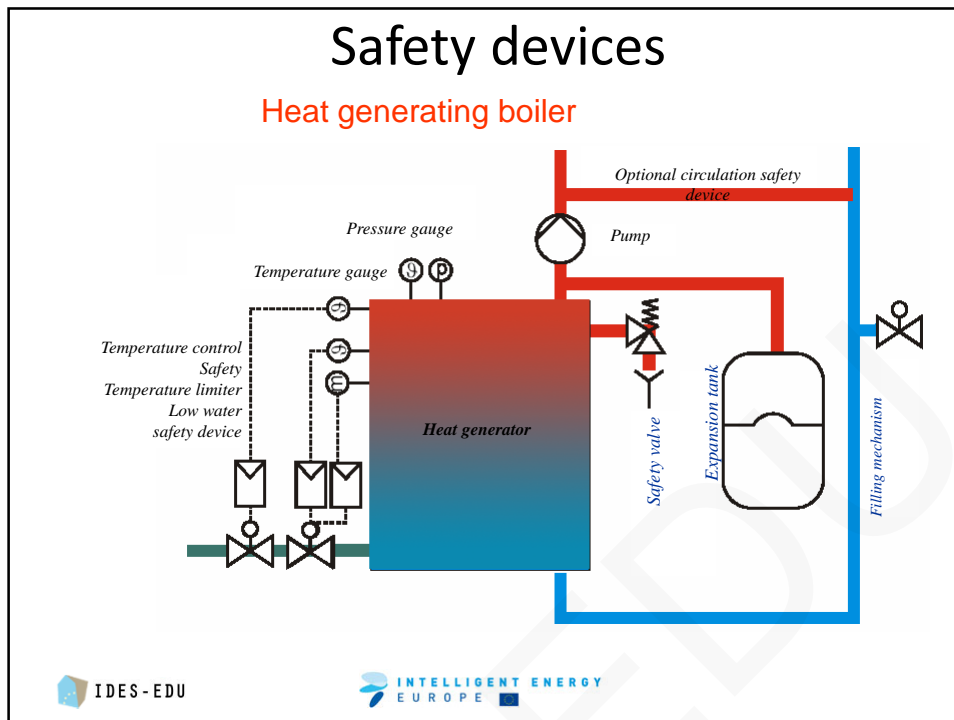 Safety devices
Heat generating boiler
Optional circulation safety
device
Pressure gauge
Pump
Temperature gauge
ϑ
p
ϑ
Temperature control
Safety
Temperature limiter
Low water
safety device
ϑ
m
Heat generator
Safety valve
Expansion tank
Filling mechanism
EDU
IDES-EDU
INTELLIGENT ENERGY
EUROPE